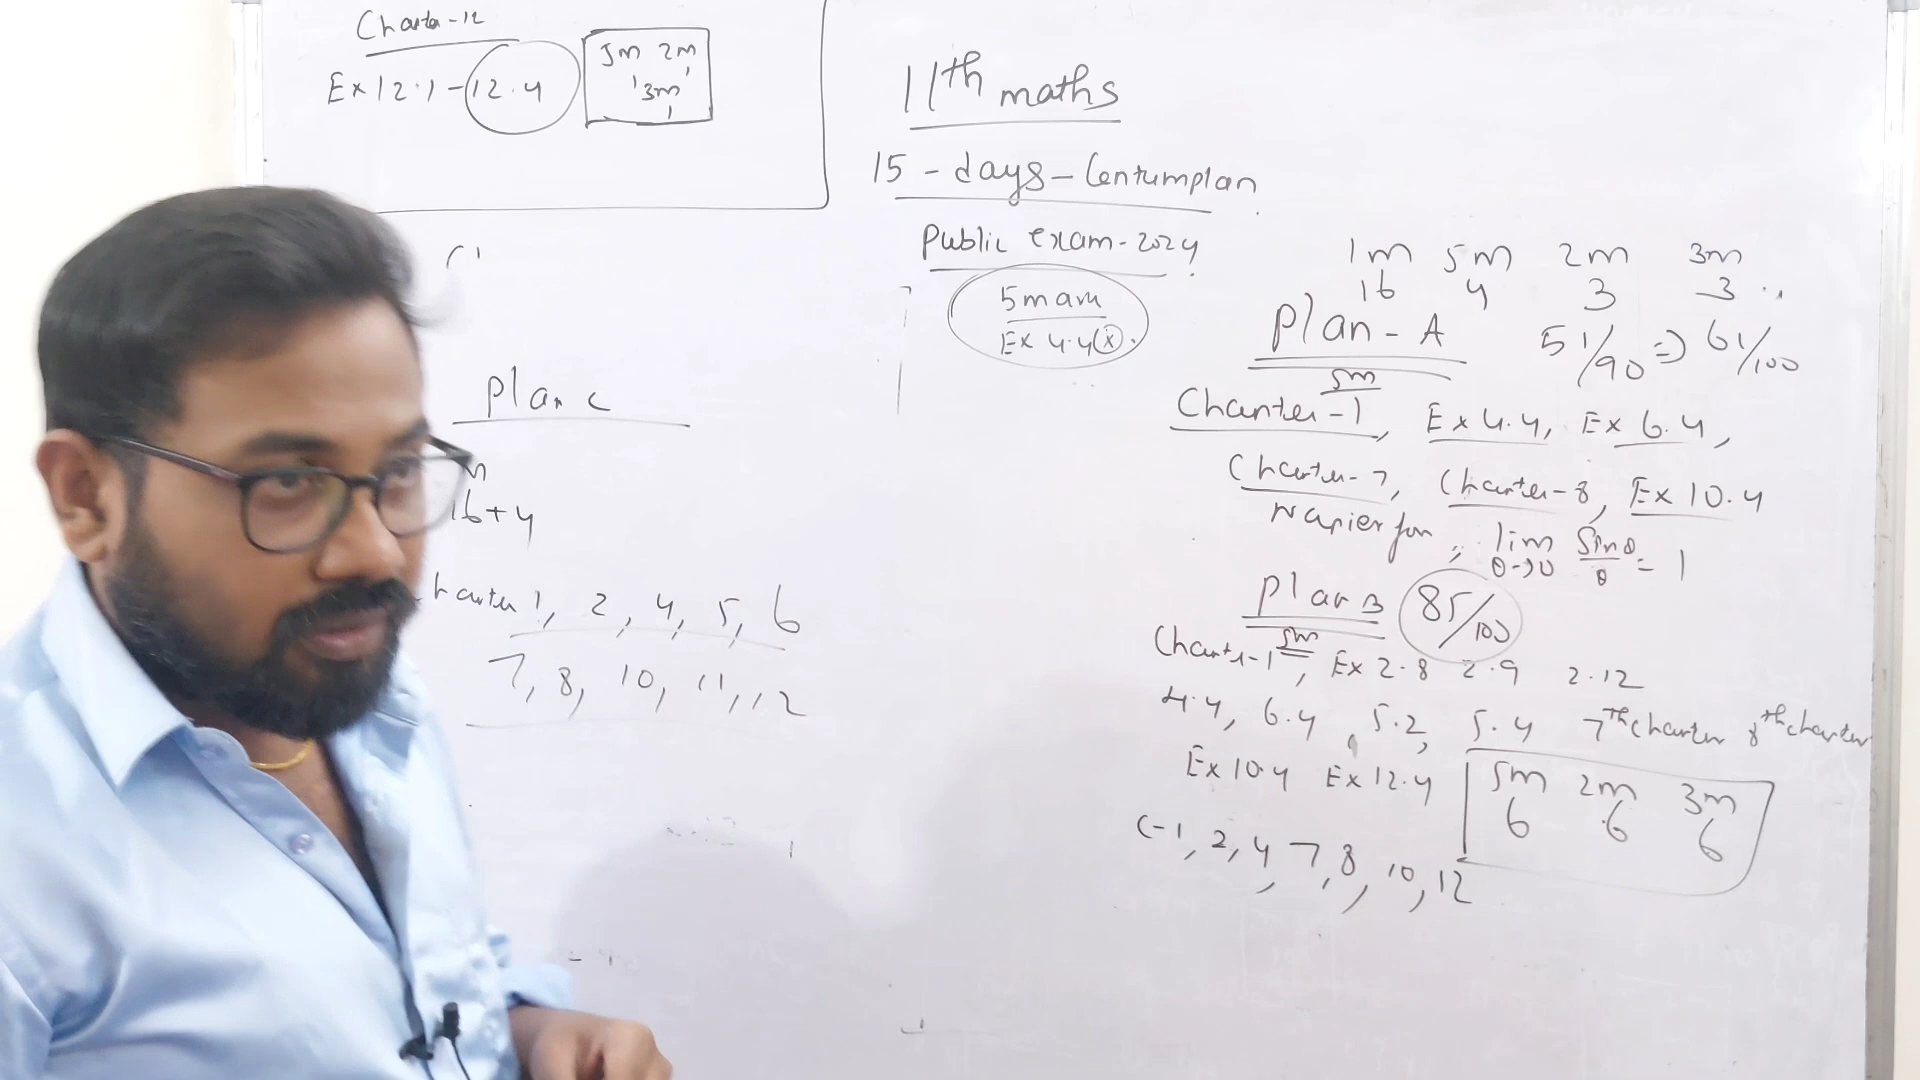 Chapter-12
Ex 12.1 - 12.4
5m 2m
3m
11th maths
15 - days - Centumplan
Public exam - 2024
5 mark
Ex 4.4 (x).
1m 5m 2m 3m
16 4 3 3
Plan - A 51/90 => 61/100
5m
Chapter-1, Ex 4.4, Ex 6.4,
Chapter-7, Chapter-8, Ex 10.4
Napier for ; lim θ→0 Sinθ/θ = 1
Plan B 85/100
5m
Chapter-1, Ex 2.8 2.9 2.12
4.4, 6.4, 5.2, 5.4 7th chapter 8th chapter
Ex 10.4 Ex 12.4
5m 2m 3m
6 6 6
C-1, 2, 4, 7, 8, 10, 12
Plan C
16+4
1, 2, 4, 5, 6
7, 8, 10, 11, 12